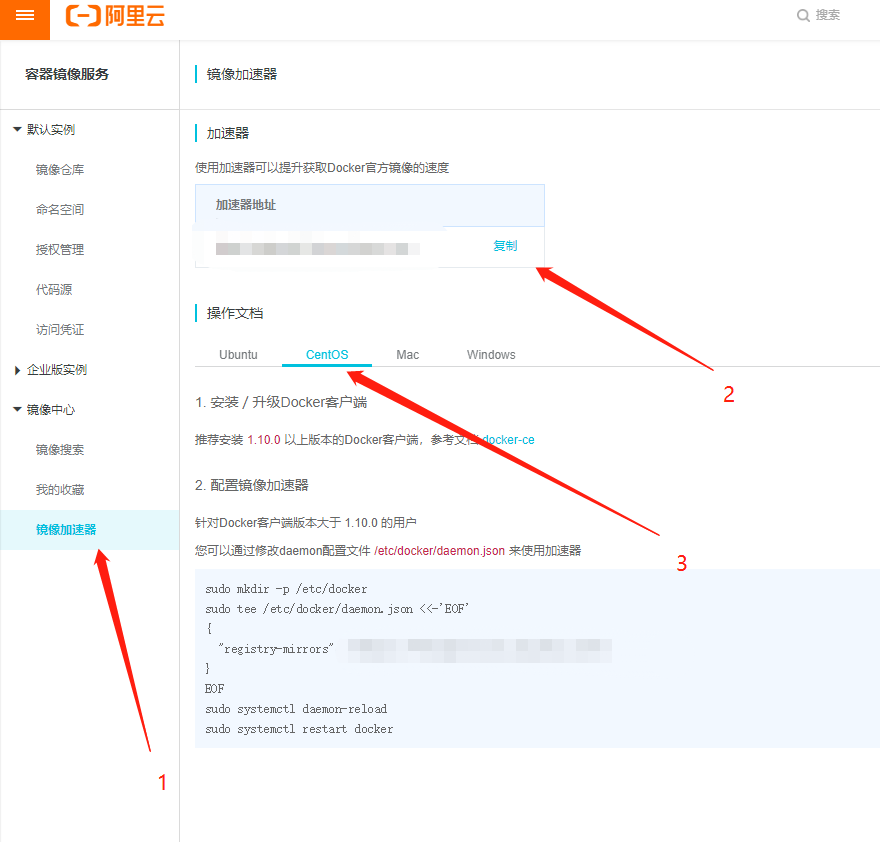 阿里云
搜索
容器镜像服务
镜像加速器
默认实例
镜像仓库
命名空间
授权管理
代码源
访问凭证
企业版实例
镜像中心
镜像搜索
我的收藏
镜像加速器
加速器
使用加速器可以提升获取Docker官方镜像的速度
加速器地址
复制
操作文档
Ubuntu CentOS Mac Windows
1. 安装 / 升级Docker客户端
推荐安装 1.10.0 以上版本的Docker客户端，参考文档 docker-ce
2. 配置镜像加速器
针对Docker客户端版本大于 1.10.0 的用户
您可以通过修改daemon配置文件 /etc/docker/daemon.json 来使用加速器
sudo mkdir -p /etc/docker
sudo tee /etc/docker/daemon.json <<-'EOF'
{
"registry-mirrors"
}
EOF
sudo systemctl daemon-reload
sudo systemctl restart docker
1
2
3